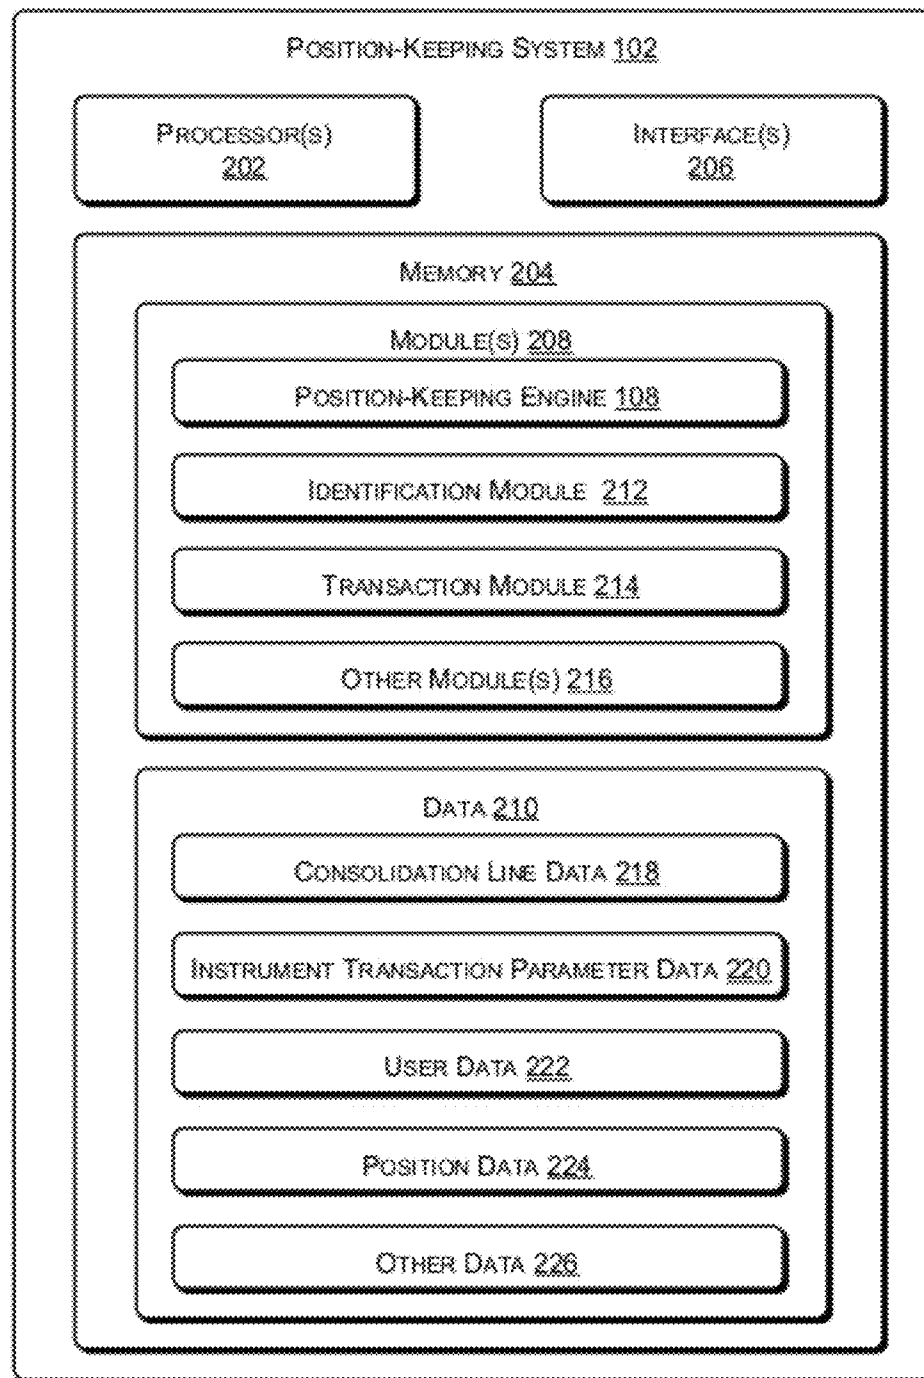 POSITION-KEEPING SYSTEM 102
PROCESSOR(S)
202
INTERFACE(S)
206
MEMORY 204
MODULE(S) 208
POSITION-KEEPING ENGINE 108
IDENTIFICATION MODULE 212
TRANSACTION MODULE 214
OTHER MODULE(S) 216
DATA 210
CONSOLIDATION LINE DATA 218
INSTRUMENT TRANSACTION PARAMETER DATA 220
USER DATA 222
POSITION DATA 224
OTHER DATA 226